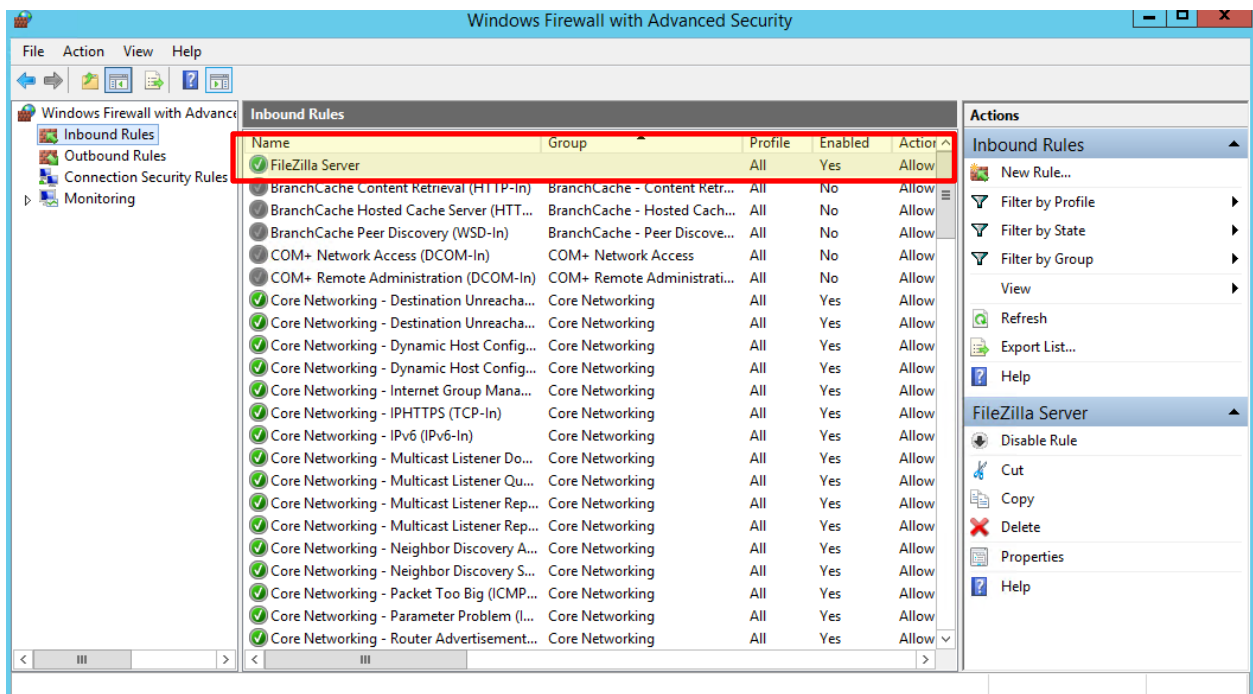 Windows Firewall with Advanced Security
File Action View Help
Windows Firewall with Advance
Inbound Rules
Outbound Rules
Connection Security Rules
Monitoring
Inbound Rules
Name Group Profile Enabled Action
FileZilla Server All Yes Allow
BranchCache Content Retrieval (HTTP-In) BranchCache - Content Retr... All No Allow
BranchCache Hosted Cache Server (HTT... BranchCache - Hosted Cach... All No Allow
BranchCache Peer Discovery (WSD-In) BranchCache - Peer Discove... All No Allow
COM+ Network Access (DCOM-In) COM+ Network Access All No Allow
COM+ Remote Administration (DCOM-In) COM+ Remote Administrati... All No Allow
Core Networking - Destination Unreacha... Core Networking All Yes Allow
Core Networking - Destination Unreacha... Core Networking All Yes Allow
Core Networking - Dynamic Host Config... Core Networking All Yes Allow
Core Networking - Dynamic Host Config... Core Networking All Yes Allow
Core Networking - Internet Group Mana... Core Networking All Yes Allow
Core Networking - IPHTTPS (TCP-In) Core Networking All Yes Allow
Core Networking - IPv6 (IPv6-In) Core Networking All Yes Allow
Core Networking - Multicast Listener Do... Core Networking All Yes Allow
Core Networking - Multicast Listener Qu... Core Networking All Yes Allow
Core Networking - Multicast Listener Rep... Core Networking All Yes Allow
Core Networking - Multicast Listener Rep... Core Networking All Yes Allow
Core Networking - Neighbor Discovery A... Core Networking All Yes Allow
Core Networking - Neighbor Discovery S... Core Networking All Yes Allow
Core Networking - Packet Too Big (ICMP... Core Networking All Yes Allow
Core Networking - Parameter Problem (I... Core Networking All Yes Allow
Core Networking - Router Advertisement... Core Networking All Yes Allow
Actions
Inbound Rules
New Rule...
Filter by Profile
Filter by State
Filter by Group
View
Refresh
Export List...
Help
FileZilla Server
Disable Rule
Cut
Copy
Delete
Properties
Help